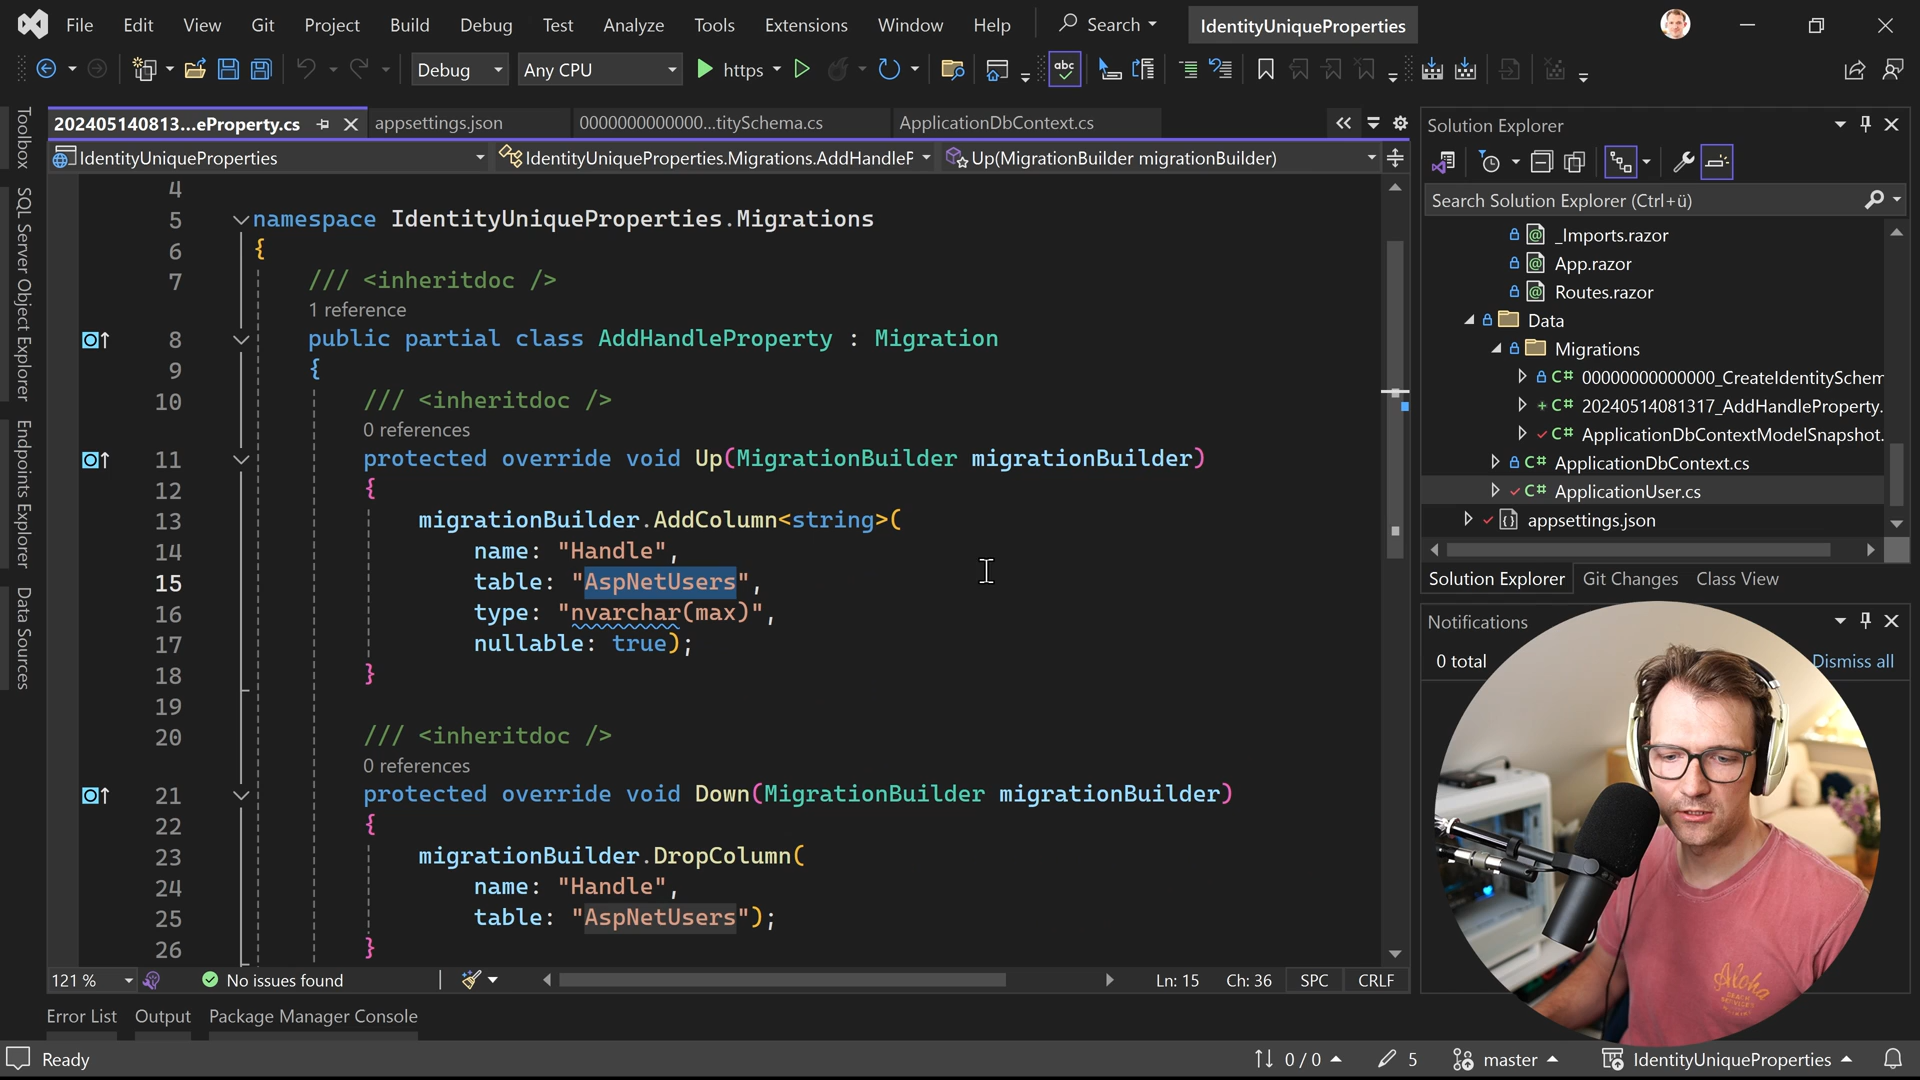 File Edit View Git Project Build Debug Test Analyze Tools Extensions Window Help Search IdentityUniqueProperties
Debug Any CPU https
abc
202405140813...eProperty.cs appsettings.json 0000000000000...titySchema.cs ApplicationDbContext.cs
IdentityUniqueProperties IdentityUniqueProperties.Migrations.AddHandleF Up(MigrationBuilder migrationBuilder)
4
5 namespace IdentityUniqueProperties.Migrations
6 {
7 /// <inheritdoc />
1 reference
8 public partial class AddHandleProperty : Migration
9 {
10 /// <inheritdoc />
0 references
11 protected override void Up(MigrationBuilder migrationBuilder)
12 {
13 migrationBuilder.AddColumn<string>(
14 name: "Handle",
15 table: "AspNetUsers",
16 type: "nvarchar(max)",
17 nullable: true);
18 }
19
20 /// <inheritdoc />
0 references
21 protected override void Down(MigrationBuilder migrationBuilder)
22 {
23 migrationBuilder.DropColumn(
24 name: "Handle",
25 table: "AspNetUsers");
26 }
121 % No issues found Ln: 15 Ch: 36 SPC CRLF
Error List Output Package Manager Console
Ready 0 / 0 5 master IdentityUniqueProperties
Toolbox
SQL Server Object Explorer
Endpoints Explorer
Data Sources
Solution Explorer
Search Solution Explorer (Ctrl+ü)
_Imports.razor
App.razor
Routes.razor
Data
Migrations
C# 00000000000000_CreateIdentitySchem
C# 20240514081317_AddHandleProperty.
C# ApplicationDbContextModelSnapshot.
C# ApplicationDbContext.cs
C# ApplicationUser.cs
appsettings.json
Solution Explorer Git Changes Class View
Notifications
0 total Dismiss all
Aloha